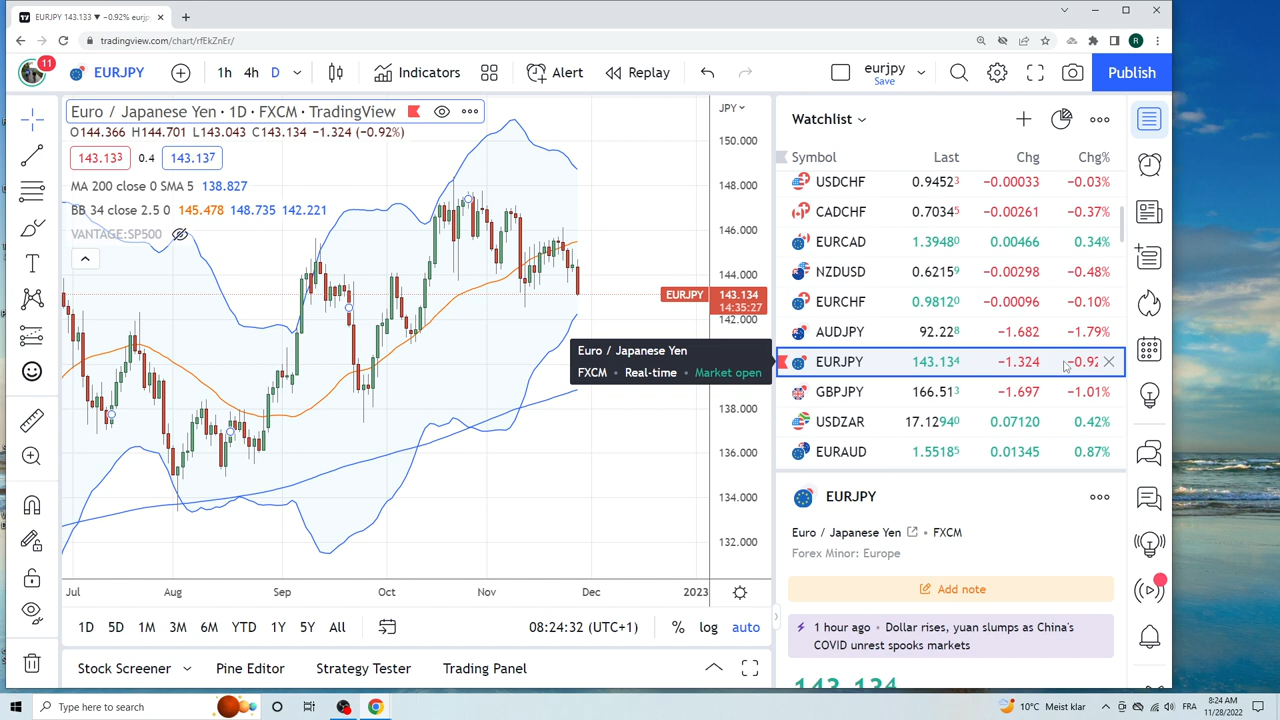 EURJPY 143.133 ▼ −0.92% eurjp
tradingview.com/chart/rfEkZnEr/
R
11
EURJPY
1h 4h D
Indicators
Alert
Replay
eurjpy
Save
Publish
Euro / Japanese Yen · 1D · FXCM · TradingView
O144.366 H144.701 L143.043 C143.134 −1.324 (−0.92%)
143.133 0.4 143.137
MA 200 close 0 SMA 5 138.827
BB 34 close 2.5 0 145.478 148.735 142.221
VANTAGE:SP500
JPY
150.000
148.000
146.000
144.000
EURJPY 143.134
14:35:27
142.000
138.000
136.000
134.000
132.000
Jul Aug Sep Oct Nov Dec 2023
Euro / Japanese Yen
FXCM • Real-time • Market open
1D 5D 1M 3M 6M YTD 1Y 5Y All
08:24:32 (UTC+1)
% log auto
Stock Screener
Pine Editor
Strategy Tester
Trading Panel
Watchlist
Symbol Last Chg Chg%
USDCHF 0.94523 −0.00033 −0.03%
CADCHF 0.70345 −0.00261 −0.37%
EURCAD 1.39480 0.00466 0.34%
NZDUSD 0.62159 −0.00298 −0.48%
EURCHF 0.98120 −0.00096 −0.10%
AUDJPY 92.228 −1.682 −1.79%
EURJPY 143.134 −1.324 −0.92
GBPJPY 166.513 −1.697 −1.01%
USDZAR 17.12940 0.07120 0.42%
EURAUD 1.55185 0.01345 0.87%
EURJPY
Euro / Japanese Yen • FXCM
Forex Minor: Europe
Add note
1 hour ago • Dollar rises, yuan slumps as China's
COVID unrest spooks markets
143.134
Type here to search
10°C Meist klar
FRA
8:24 AM
11/28/2022